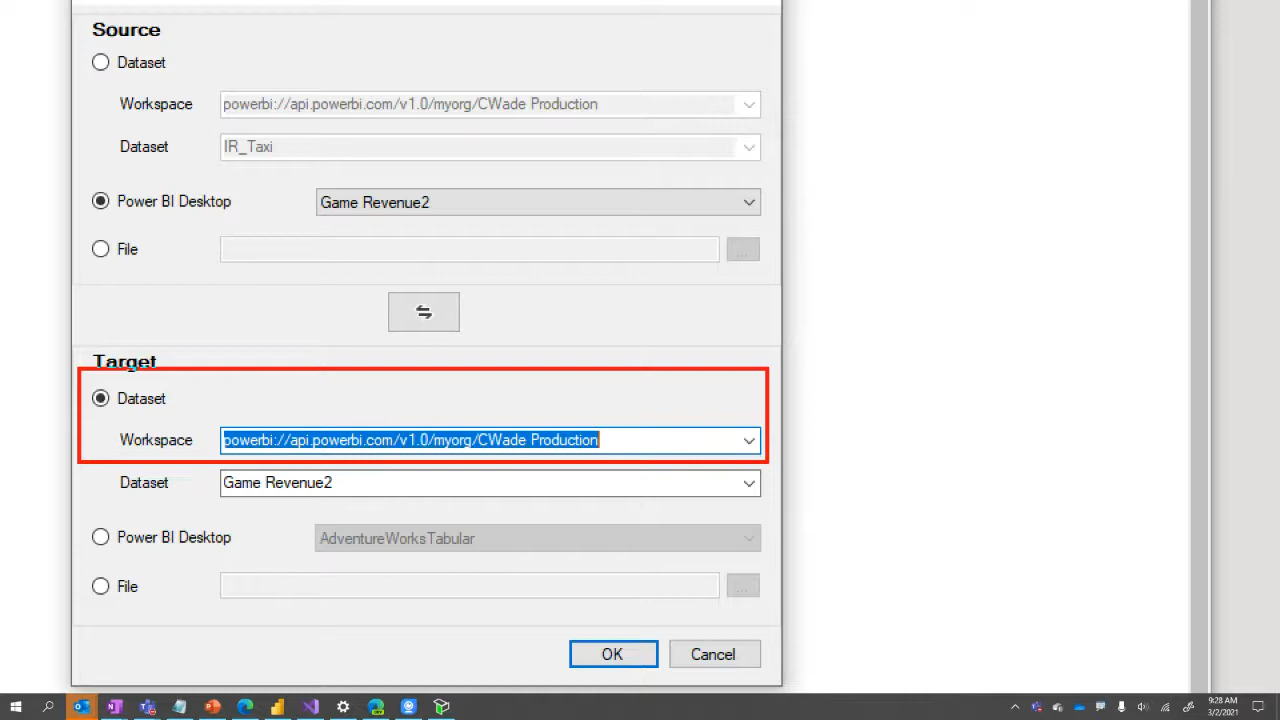 Source
Dataset
Workspace powerbi://api.powerbi.com/v1.0/myorg/CWade Production
Dataset IR_Taxi
Power BI Desktop Game Revenue2
File ...
Target
Dataset
Workspace powerbi://api.powerbi.com/v1.0/myorg/CWade Production
Dataset Game Revenue2
Power BI Desktop AdventureWorksTabular
File ...
OK Cancel
9:28 AM
3/2/2021